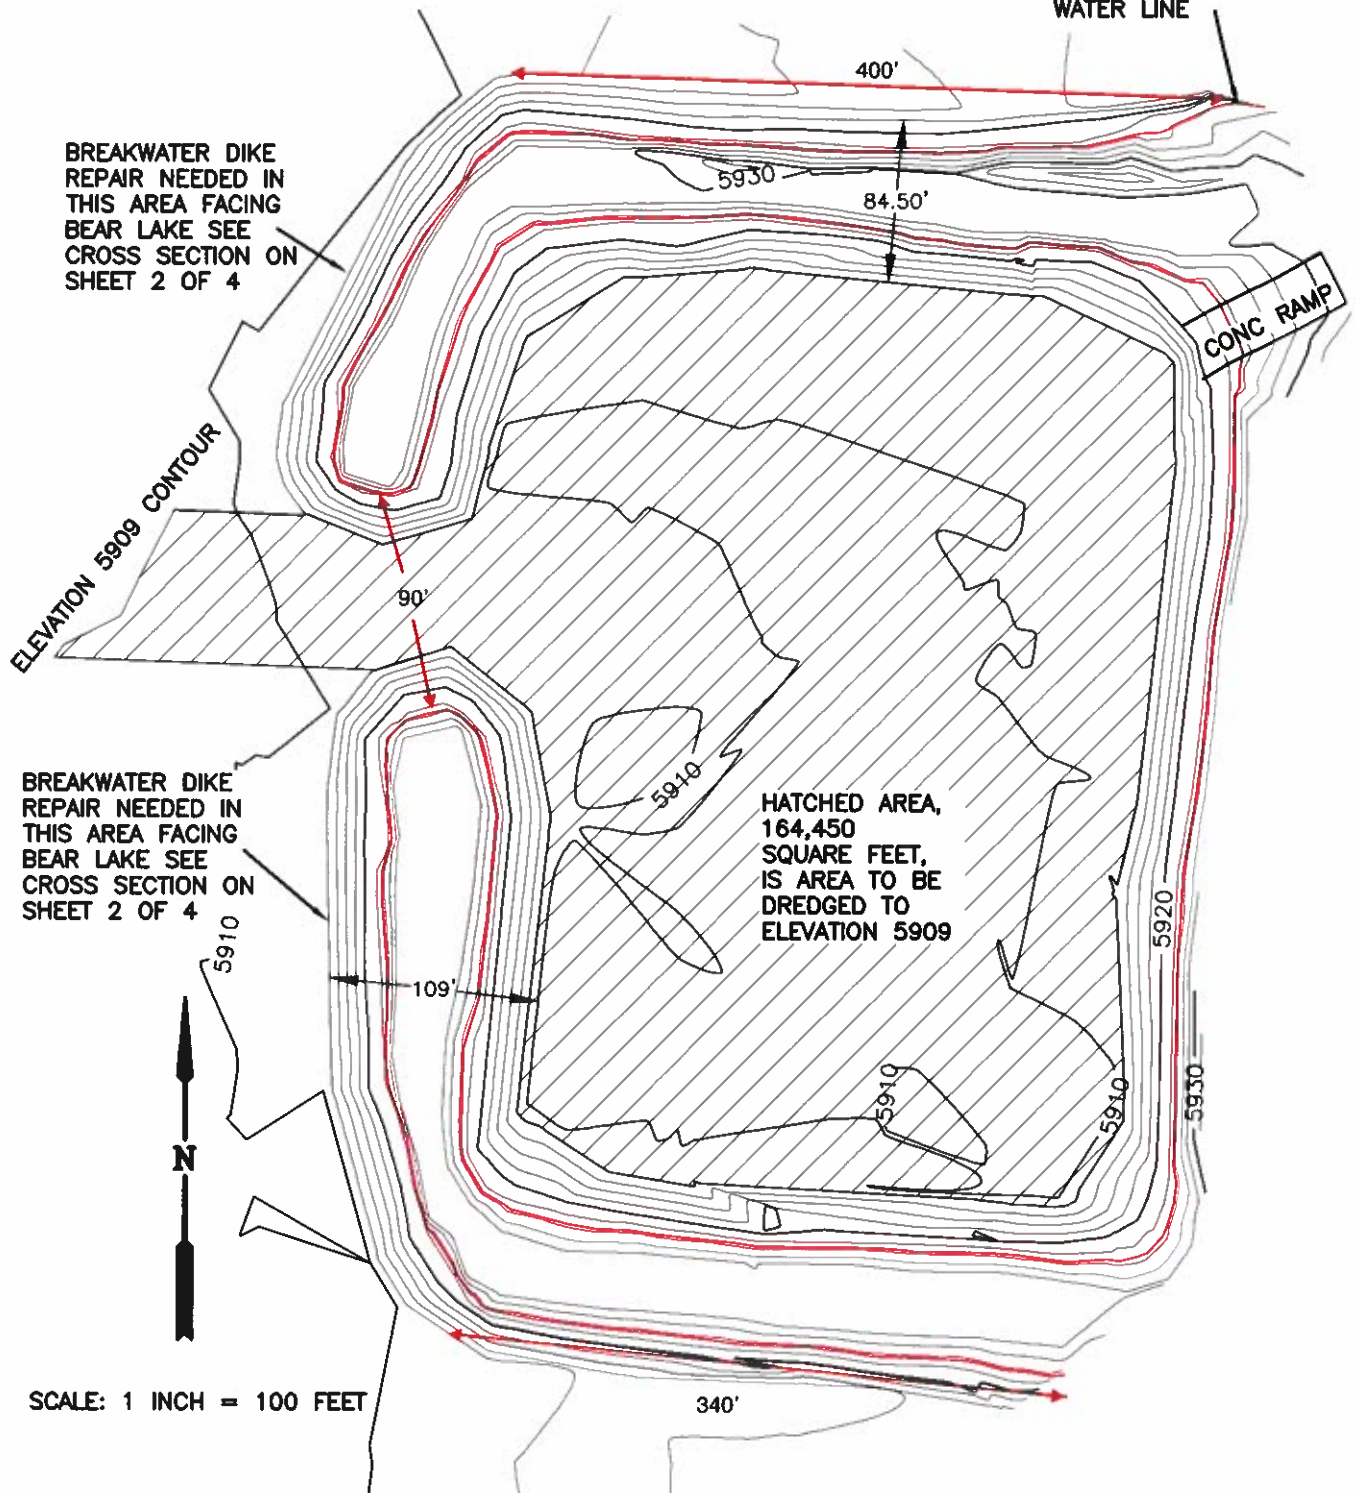 WATER LINE
400'
BREAKWATER DIKE
REPAIR NEEDED IN
THIS AREA FACING
BEAR LAKE SEE
CROSS SECTION ON
SHEET 2 OF 4
5930
84.50'
CONC RAMP
ELEVATION 5909 CONTOUR
90'
5910
BREAKWATER DIKE
REPAIR NEEDED IN
THIS AREA FACING
BEAR LAKE SEE
CROSS SECTION ON
SHEET 2 OF 4
HATCHED AREA,
164,450
SQUARE FEET,
IS AREA TO BE
DREDGED TO
ELEVATION 5909
5920
5910
109'
5910
5910
5930
N
SCALE: 1 INCH = 100 FEET
340'